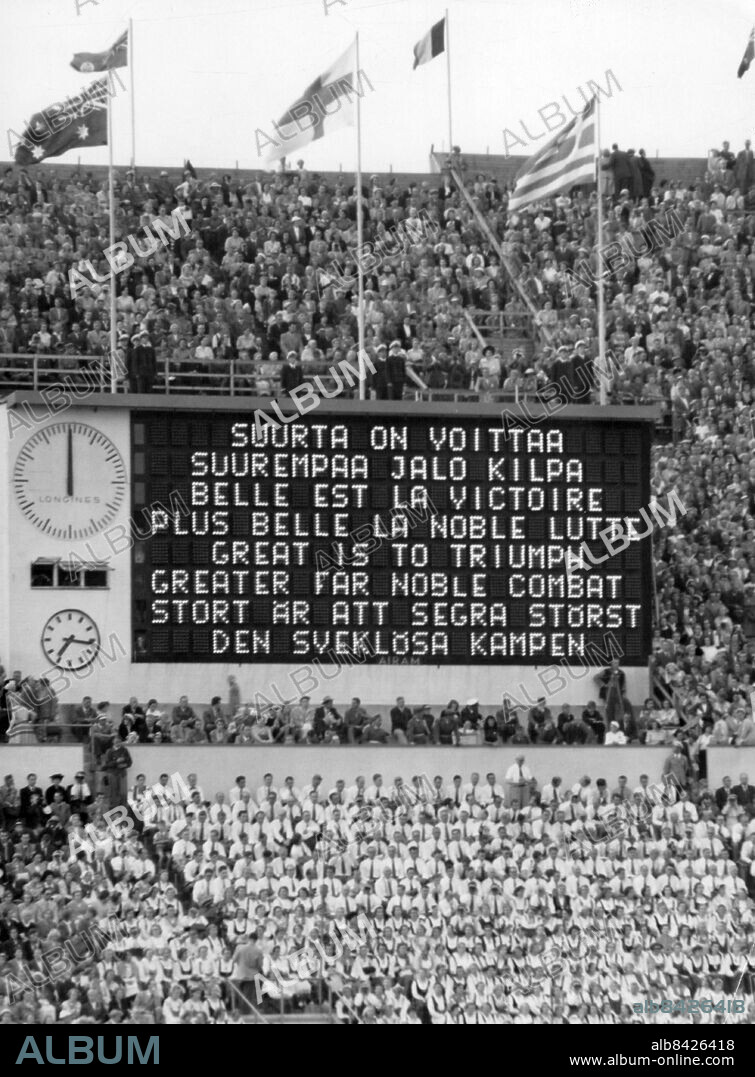 LONGINES
SUURTA ON VOITTAA
SUUREMPAA JALO KILPA
BELLE EST LA VICTOIRE
PLUS BELLE LA NOBLE LUTTE
GREAT IS TO TRIUMPH
GREATER FAR NOBLE COMBAT
STORT ÄR ATT SEGRA STÖRST
DEN SVEKLÖSA KAMPEN
AIRAM
alb8426418
ALBUM
alb8426418
www.album-online.com